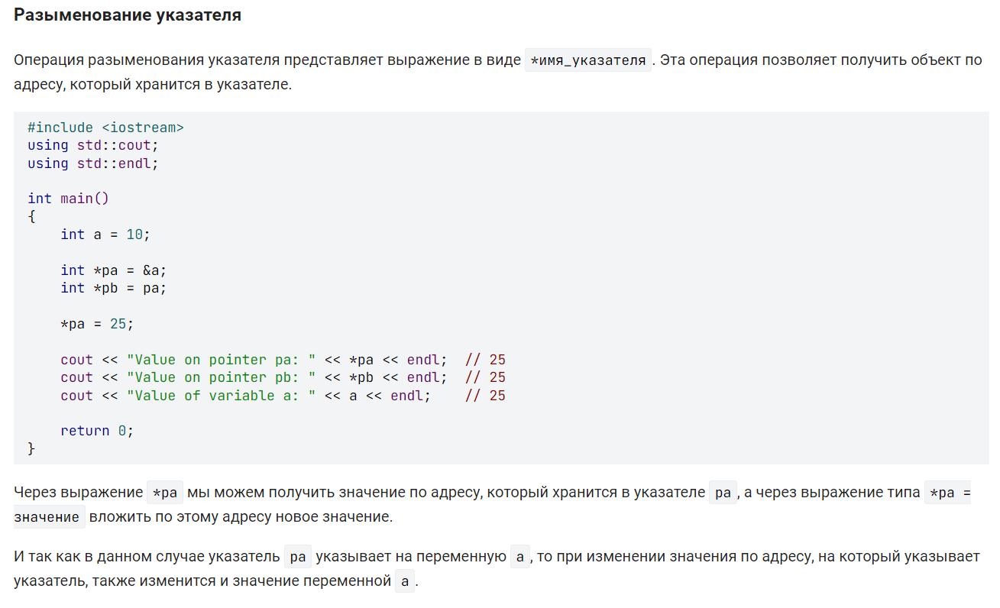 Разыменование указателя
Операция разыменования указателя представляет выражение в виде *имя_указателя. Эта операция позволяет получить объект по
адресу, который хранится в указателе.
#include <iostream>
using std::cout;
using std::endl;
int main()
{
    int a = 10;
    int *pa = &a;
    int *pb = pa;
    *pa = 25;
    cout << "Value on pointer pa: " << *pa << endl;  // 25
    cout << "Value on pointer pb: " << *pb << endl;  // 25
    cout << "Value of variable a: " << a << endl;    // 25
    return 0;
}
Через выражение *pa мы можем получить значение по адресу, который хранится в указателе pa, а через выражение типа *pa =
значение вложить по этому адресу новое значение.
И так как в данном случае указатель pa указывает на переменную a, то при изменении значения по адресу, на который указывает
указатель, также изменится и значение переменной a.